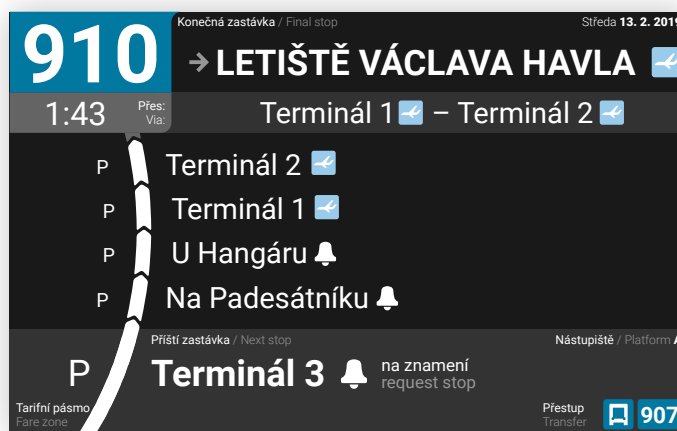 910
Konečná zastávka / Final stop
Středa 13. 2. 2019
→ LETIŠTĚ VÁCLAVA HAVLA
1:43
Přes:
Via:
Terminál 1 – Terminál 2
P Terminál 2
P Terminál 1
P U Hangáru
P Na Padesátníku
Příští zastávka / Next stop
Nástupiště / Platform A
P
Terminál 3
na znamení
request stop
Tarifní pásmo
Fare zone
Přestup
Transfer
907